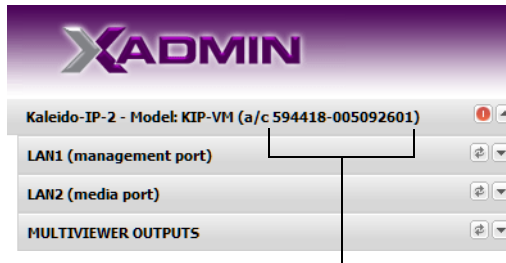 XADMIN
Kaleido-IP-2 - Model: KIP-VM (a/c 594418-005092601)
LAN1 (management port)
LAN2 (media port)
MULTIVIEWER OUTPUTS